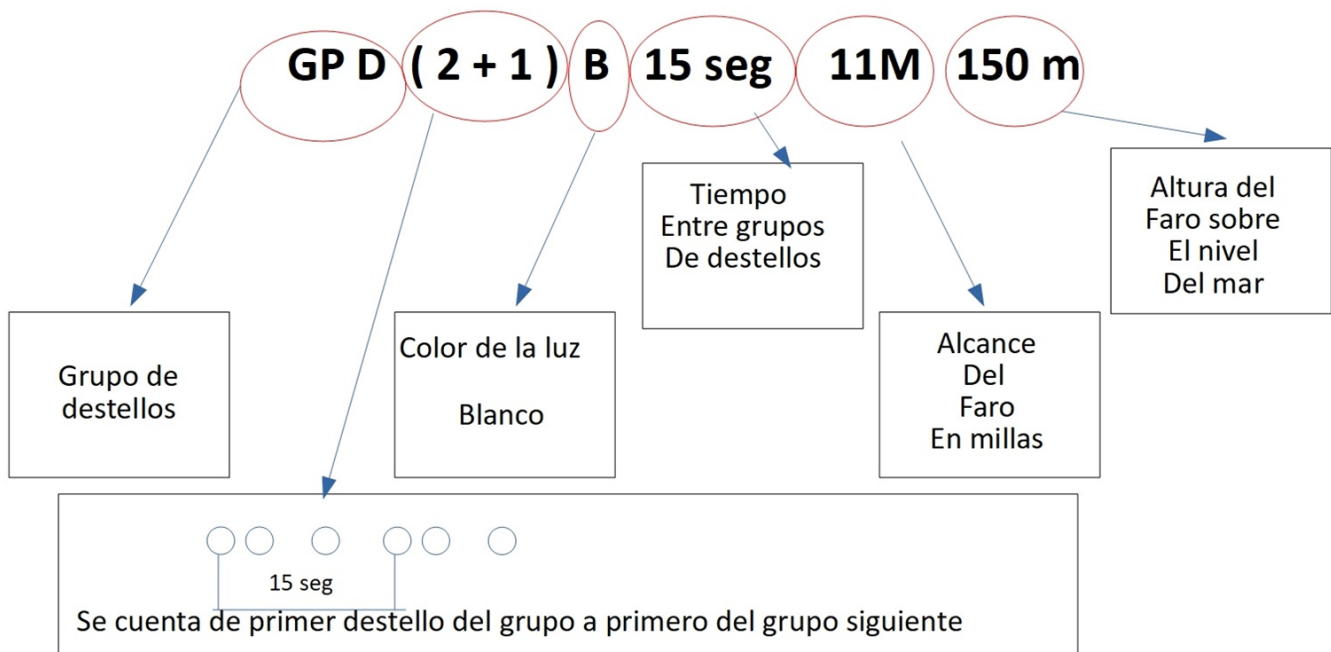 GP D ( 2 + 1 ) B 15 seg 11M 150 m
Tiempo
Entre grupos
De destellos
Altura del
Faro sobre
El nivel
Del mar
Grupo de
destellos
Color de la luz
Blanco
Alcance
Del
Faro
En millas
15 seg
Se cuenta de primer destello del grupo a primero del grupo siguiente